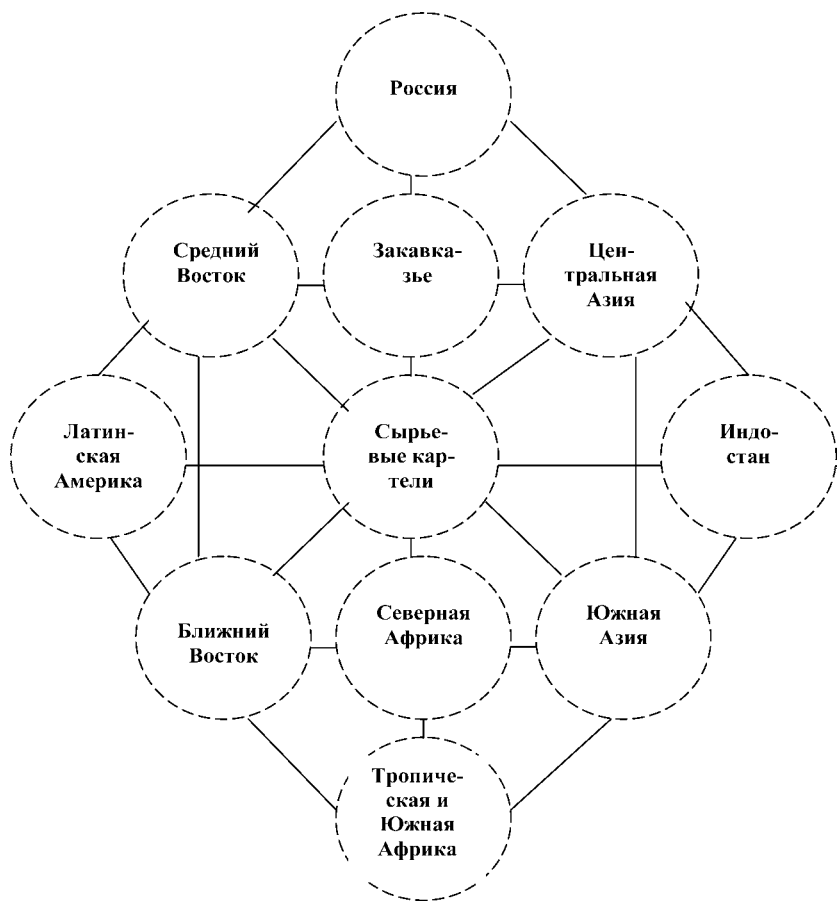 Россия
Средний
Восток
Закавка-
зье
Цен-
тральная
Азия
Латин-
ская
Америка
Сырье-
вые кар-
тели
Индо-
стан
Ближний
Восток
Северная
Африка
Южная
Азия
Тропиче-
ская и
Южная
Африка